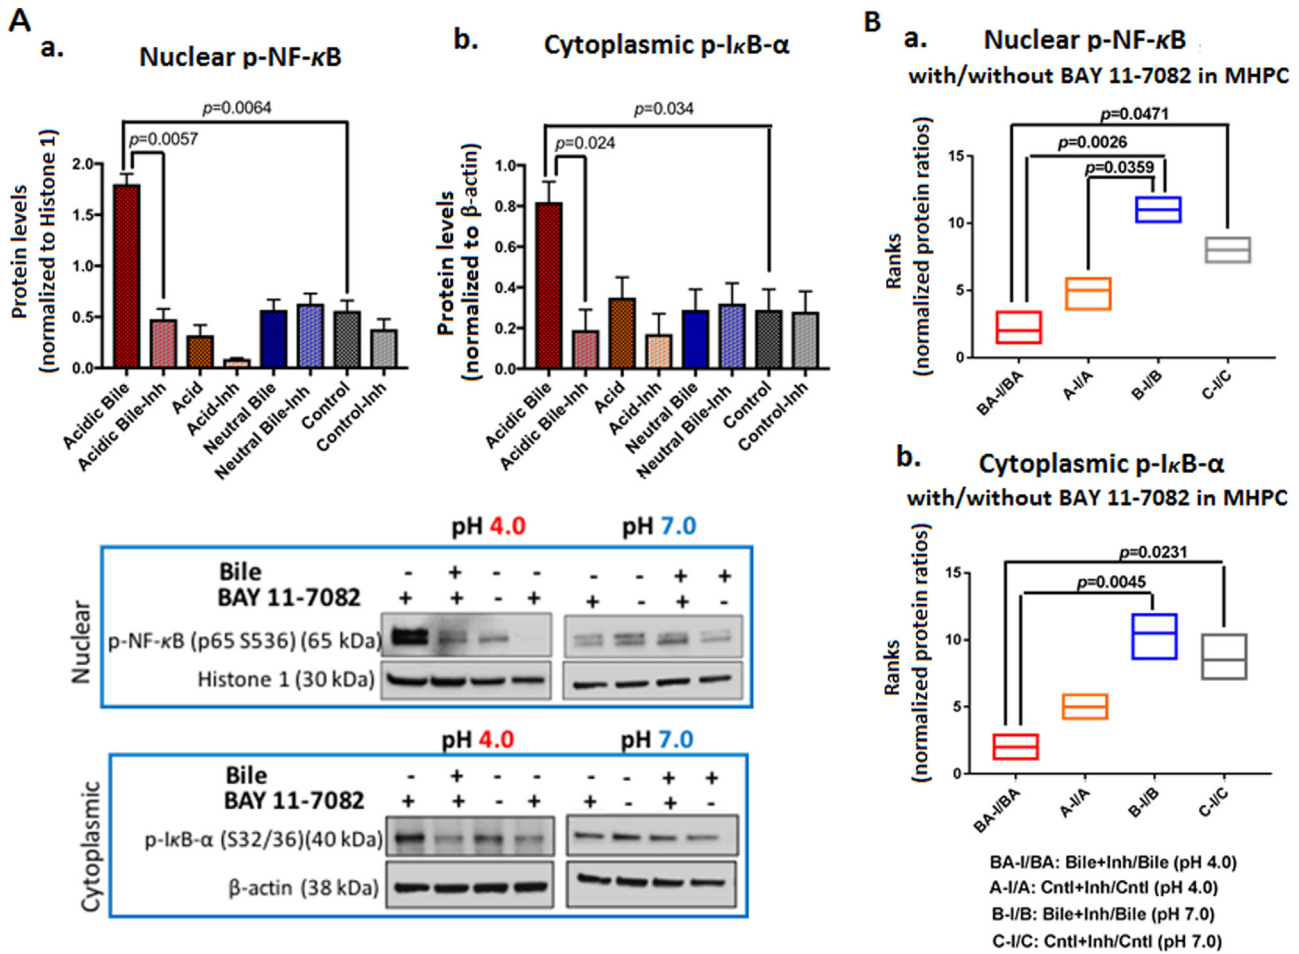 A
a.
Nuclear p-NF-κB
p=0.0064
p=0.0057
Protein levels
(normalized to Histone 1)
2.0
1.5
1.0
0.5
0.0
Acidic Bile
Acidic Bile-Inh
Acid
Acid-Inh
Neutral Bile
Neutral Bile-Inh
Control
Control-Inh
b.
Cytoplasmic p-IκB-α
p=0.034
p=0.024
Protein levels
(normalized to β-actin)
1.0
0.8
0.6
0.4
0.2
0.0
Acidic Bile
Acidic Bile-Inh
Acid
Acid-Inh
Neutral Bile
Neutral Bile-Inh
Control
Control-Inh
pH 4.0 pH 7.0
Nuclear
Bile - + - - - - + +
BAY 11-7082 + + - + + - + -
p-NF-κB (p65 S536) (65 kDa)
Histone 1 (30 kDa)
pH 4.0 pH 7.0
Cytoplasmic
Bile - + - - - - + +
BAY 11-7082 + + - + + - + -
p-IκB-α (S32/36)(40 kDa)
β-actin (38 kDa)
B
a.
Nuclear p-NF-κB
with/without BAY 11-7082 in MHPC
p=0.0471
p=0.0026
p=0.0359
Ranks
(normalized protein ratios)
15
10
5
0
BA-I/BA
A-I/A
B-I/B
C-I/C
b.
Cytoplasmic p-IκB-α
with/without BAY 11-7082 in MHPC
p=0.0231
p=0.0045
Ranks
(normalized protein ratios)
15
10
5
0
BA-I/BA
A-I/A
B-I/B
C-I/C
BA-I/BA: Bile+Inh/Bile (pH 4.0)
A-I/A: Cntl+Inh/Cntl (pH 4.0)
B-I/B: Bile+Inh/Bile (pH 7.0)
C-I/C: Cntl+Inh/Cntl (pH 7.0)